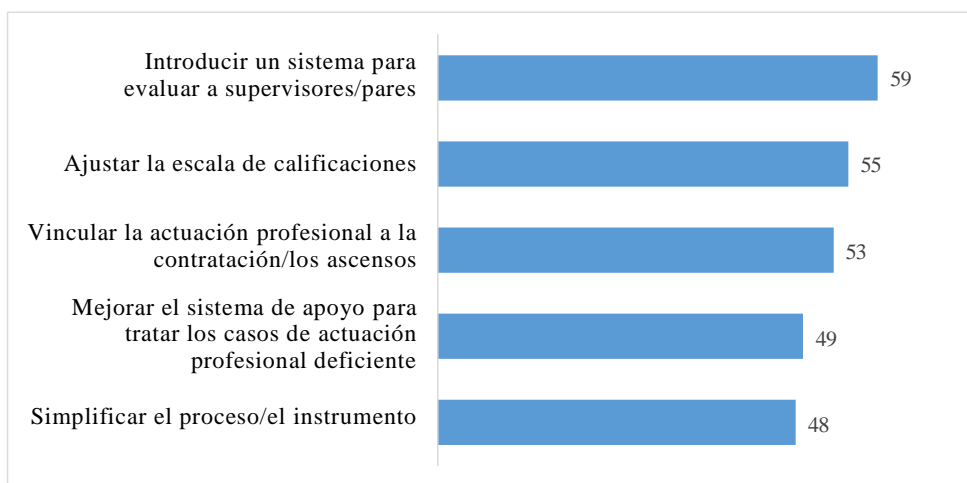 Introducir un sistema para
evaluar a supervisores/pares
59
Ajustar la escala de calificaciones
55
Vincular la actuación profesional a la
contratación/los ascensos
53
Mejorar el sistema de apoyo para
tratar los casos de actuación
profesional deficiente
49
Simplificar el proceso/el instrumento
48